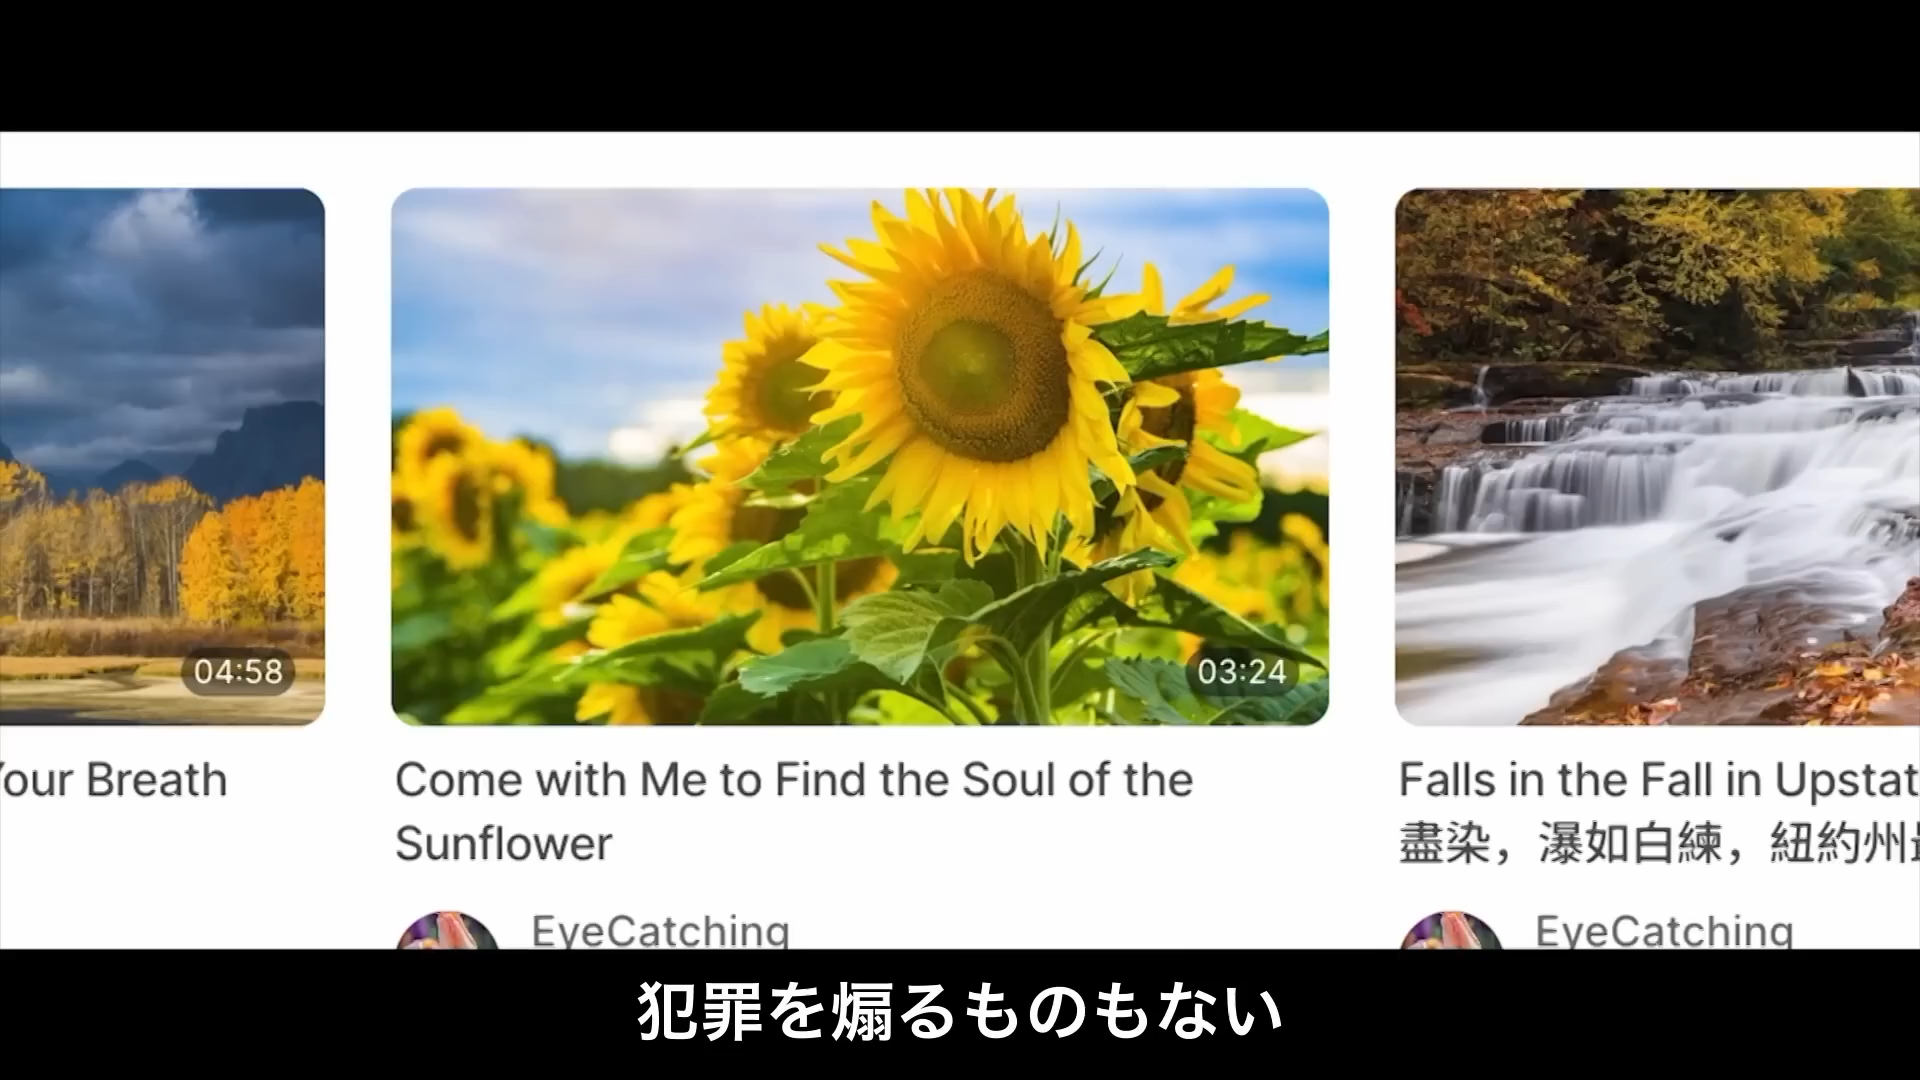 04:58
03:24
Your Breath
Come with Me to Find the Soul of the
Sunflower
Falls in the Fall in Upstat
盡染，瀑如白練，紐約州
EyeCatching
EyeCatching
犯罪を煽るものもない